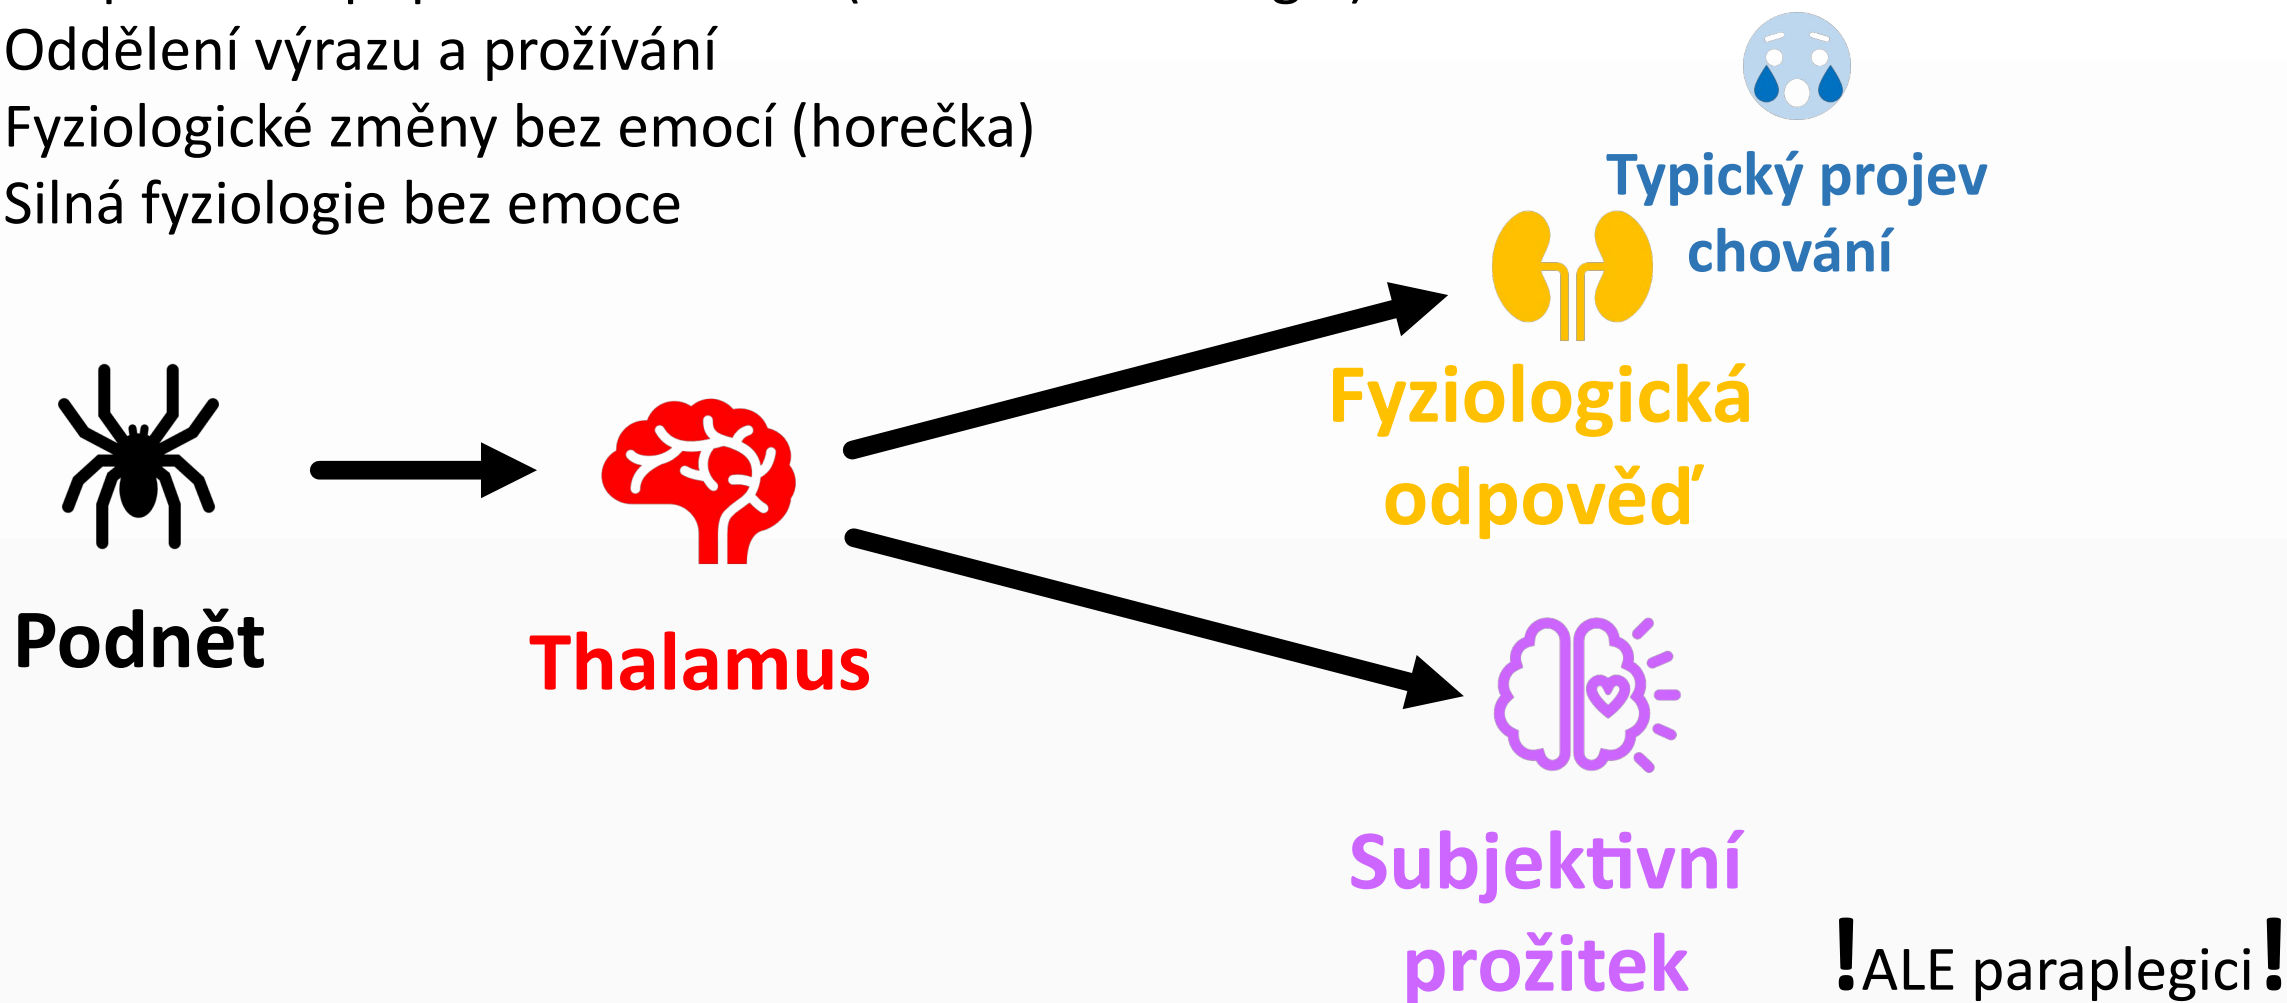 Oddělení výrazu a prožívání
Fyziologické změny bez emocí (horečka)
Silná fyziologie bez emoce
Typický projev
chování
Fyziologická
odpověď
Podnět
Thalamus
Subjektivní
prožitek
!ALE paraplegici!